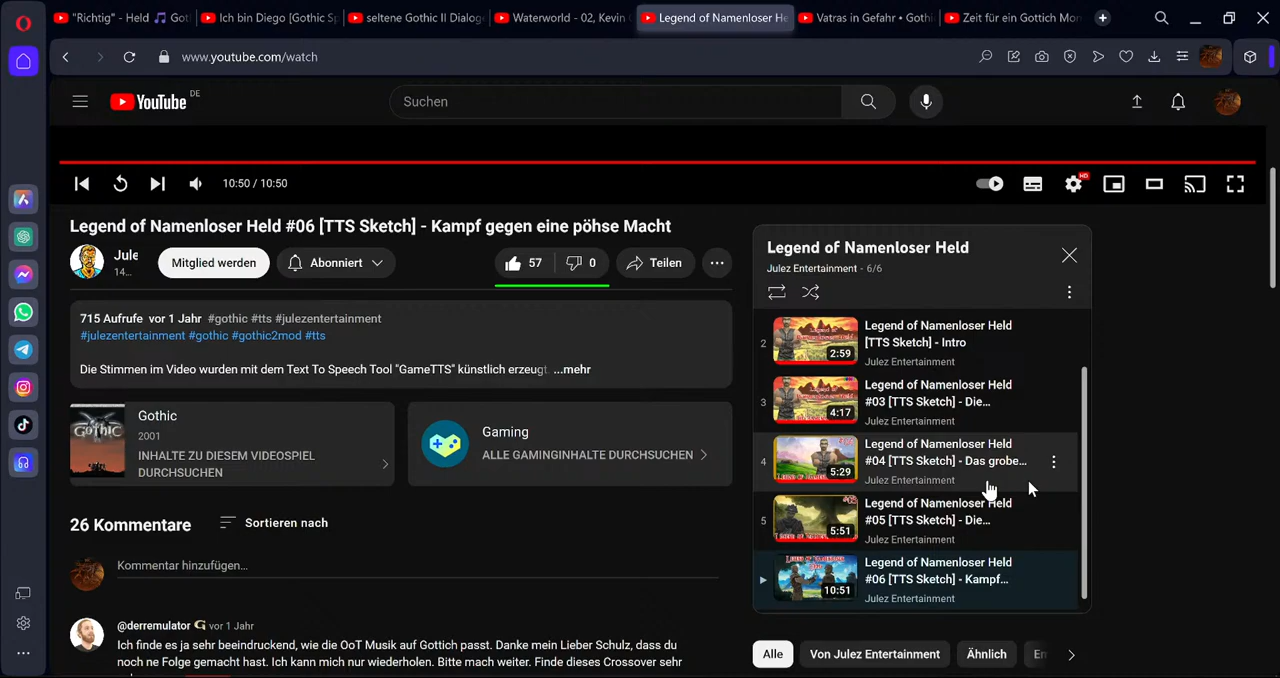 "Richtig" - Held 🎵 Got
Ich bin Diego [Gothic Sp
seltene Gothic II Dialoge
Waterworld - 02, Kevin
Legend of Namenloser He
Vatras in Gefahr • Gothi
Zeit für ein Gottich Mon
www.youtube.com/watch
YouTube DE
Suchen
10:50 / 10:50
HD
Legend of Namenloser Held #06 [TTS Sketch] - Kampf gegen eine pöhse Macht
Jule
14...
Mitglied werden
Abonniert
57
0
Teilen
715 Aufrufe vor 1 Jahr #gothic #tts #julezentertainment
#julezentertainment #gothic #gothic2mod #tts
Die Stimmen im Video wurden mit dem Text To Speech Tool "GameTTS" künstlich erzeugt. ...mehr
GOTHIC
Gothic
2001
INHALTE ZU DIESEM VIDEOSPIEL
DURCHSUCHEN
Gaming
ALLE GAMINGINHALTE DURCHSUCHEN
26 Kommentare
Sortieren nach
Kommentar hinzufügen...
@derremulator vor 1 Jahr
Ich finde es ja sehr beeindruckend, wie die OoT Musik auf Gottich passt. Danke mein Lieber Schulz, dass du
noch ne Folge gemacht hast. Ich kann mich nur wiederholen. Bitte mach weiter. Finde dieses Crossover sehr
Legend of Namenloser Held
Julez Entertainment - 6/6
2
2:59
Legend of Namenloser Held
[TTS Sketch] - Intro
Julez Entertainment
3
4:17
Legend of Namenloser Held
#03 [TTS Sketch] - Die...
Julez Entertainment
4
5:29
Legend of Namenloser Held
#04 [TTS Sketch] - Das grobe...
Julez Entertainment
5
5:51
Legend of Namenloser Held
#05 [TTS Sketch] - Die...
Julez Entertainment
10:51
Legend of Namenloser Held
#06 [TTS Sketch] - Kampf...
Julez Entertainment
Alle
Von Julez Entertainment
Ähnlich